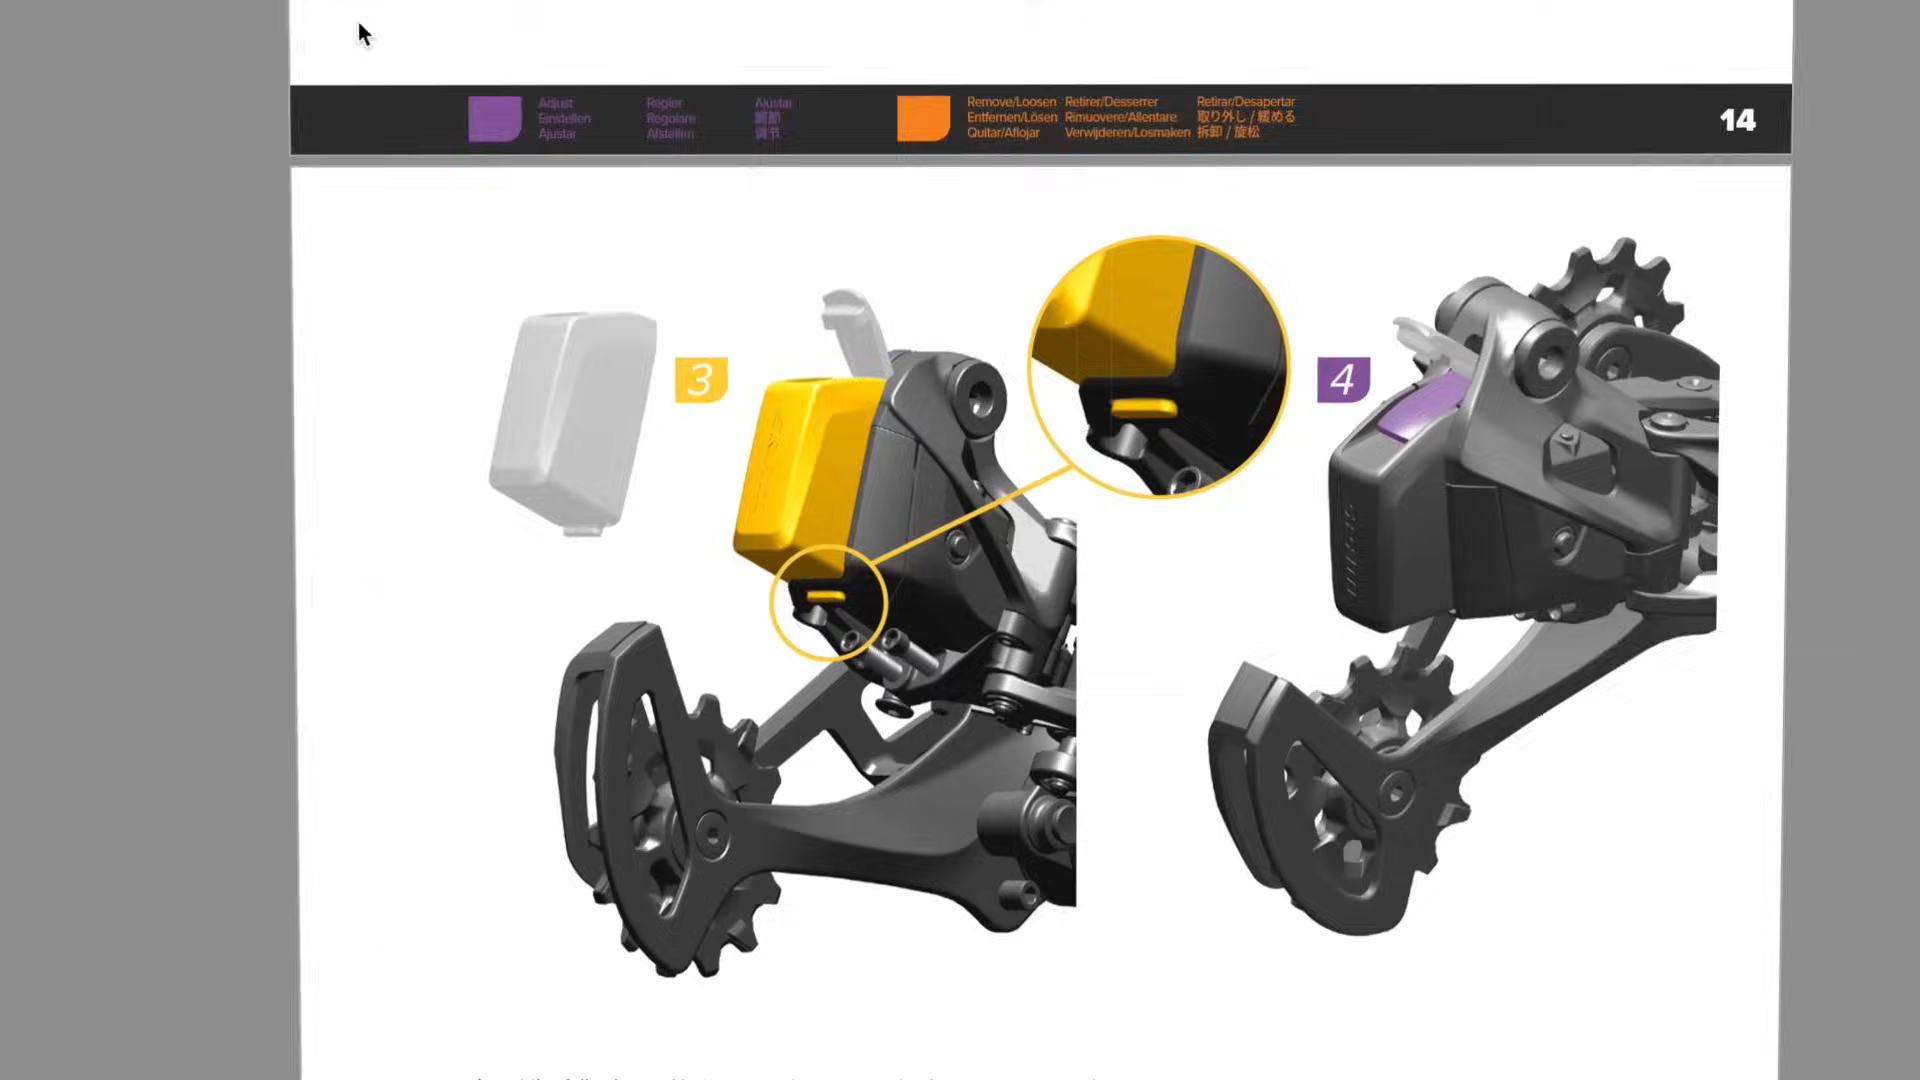 Adjust Régler Ajustar
Einstellen Regolare 調節
Ajustar Afstellen 调节
Remove/Loosen Retirer/Desserrer Retirar/Desapertar
Entfernen/Lösen Rimuovere/Allentare 取り外し / 緩める
Quitar/Aflojar Verwijderen/Losmaken 拆卸 / 旋松
14
3
4